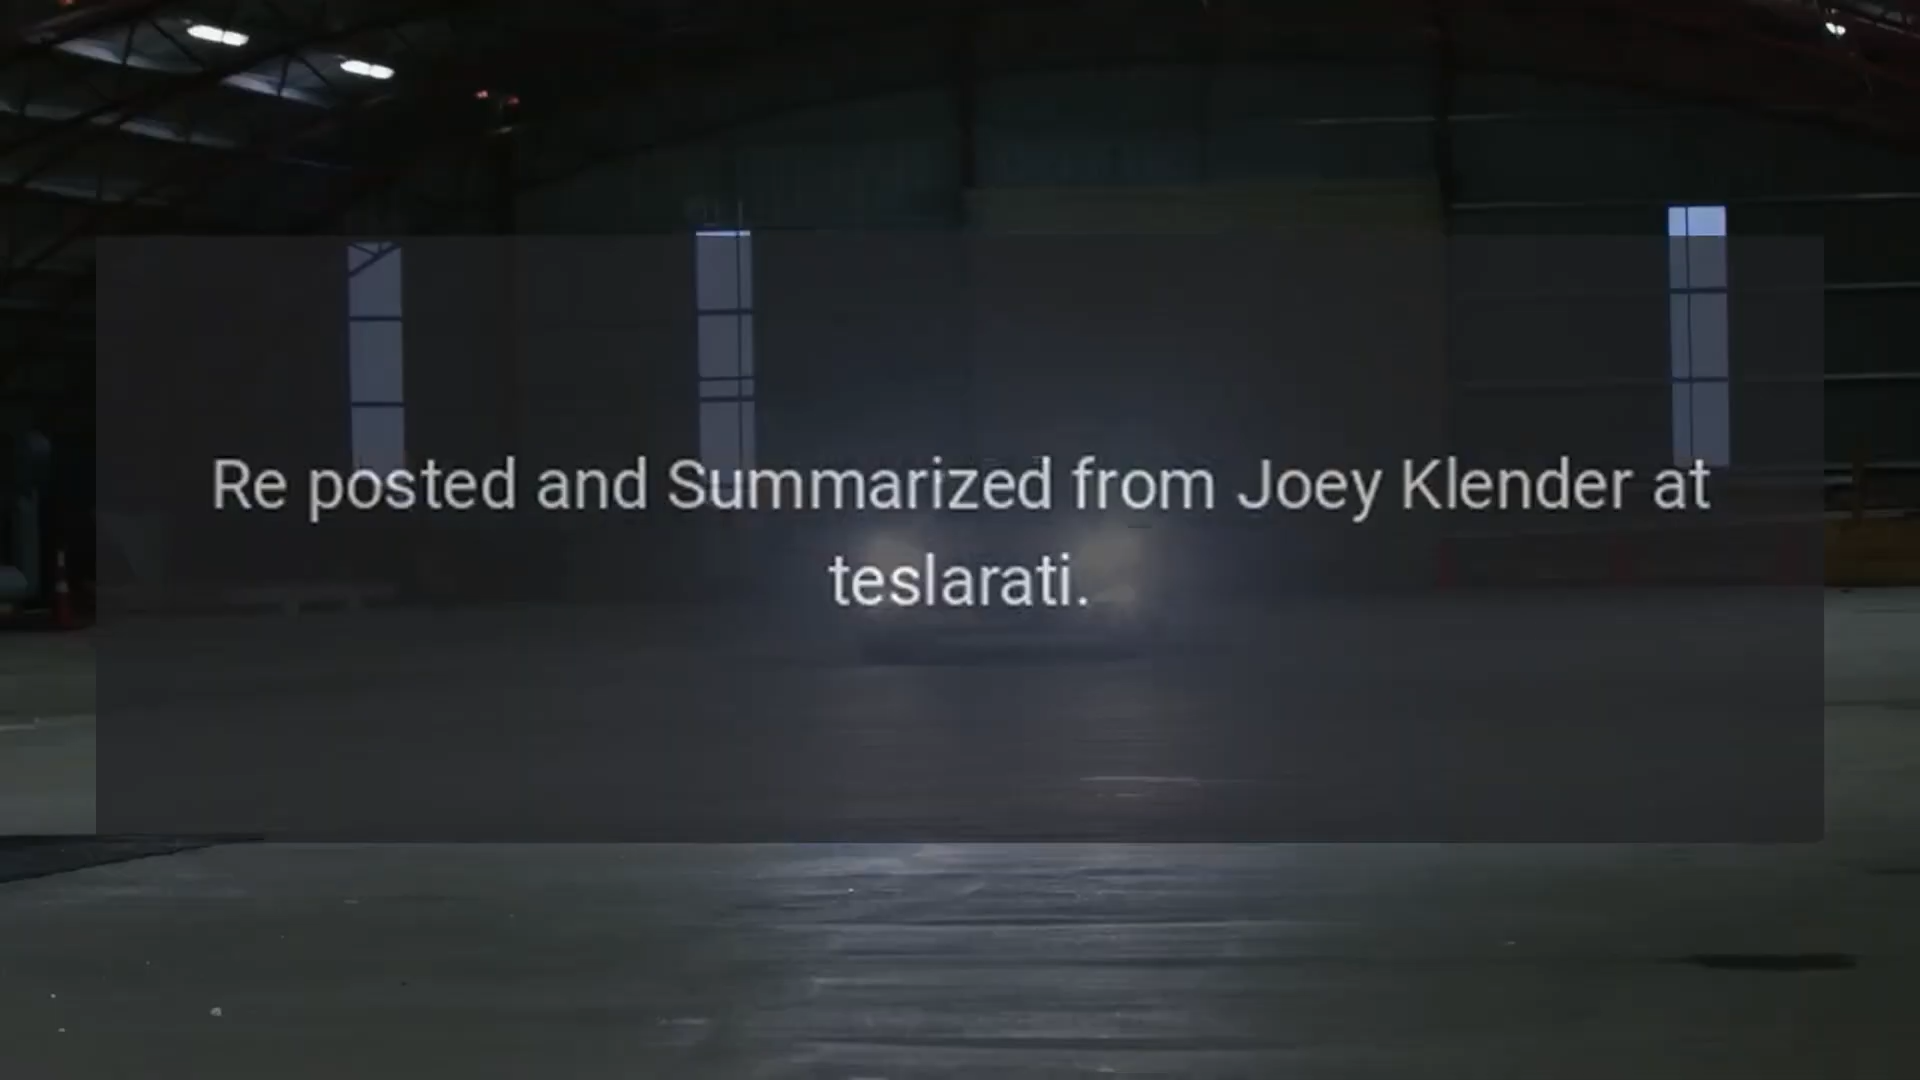 Re posted and Summarized from Joey Klender at
teslarati.